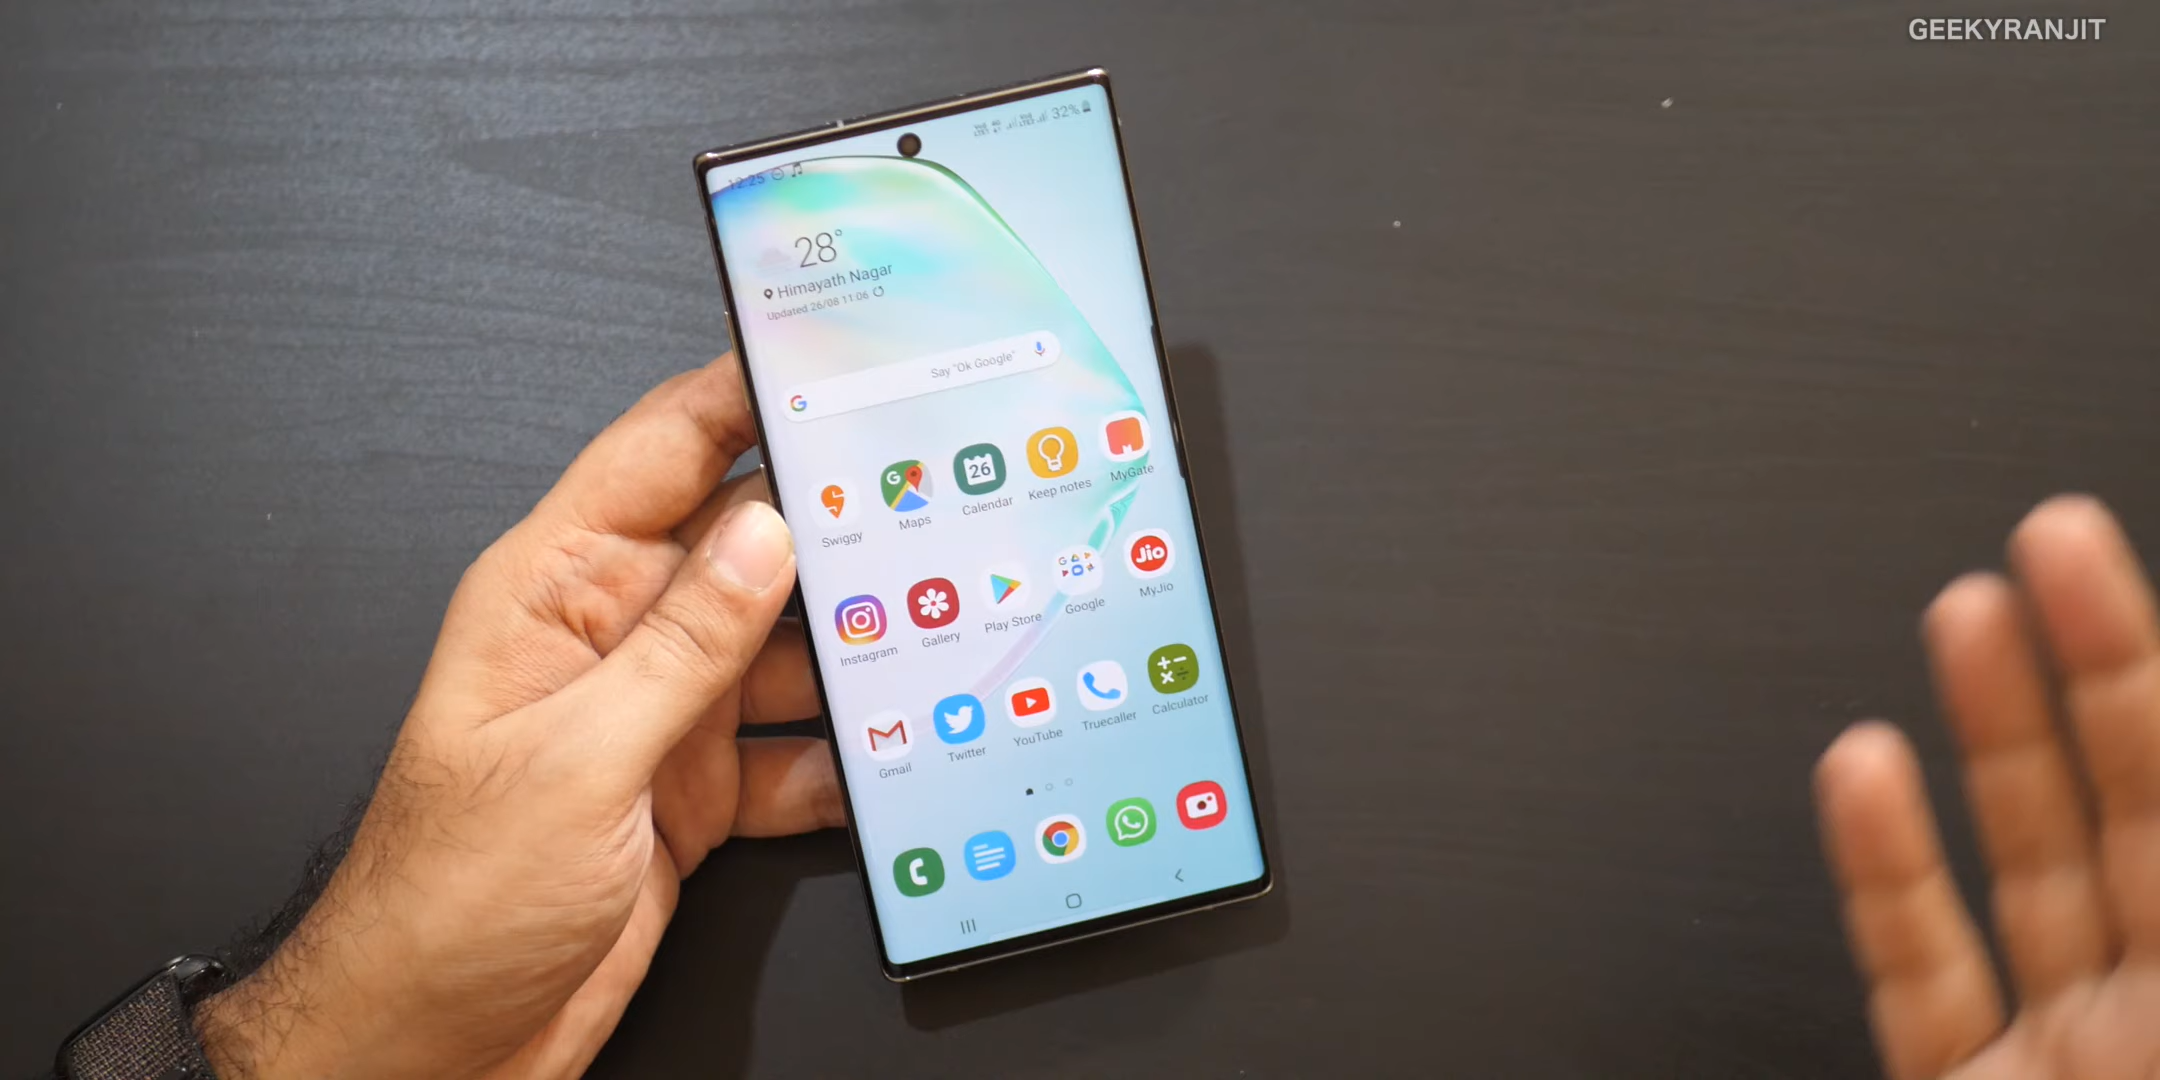 GEEKYRANJIT
12:25
32%
28°
Himayath Nagar
Updated 26/08 11:06
G Say "Ok Google"
26
Swiggy
Maps
Calendar
Keep notes
MyGate
Jio
Instagram
Gallery
Play Store
Google
MyJio
Gmail
Twitter
YouTube
Truecaller
Calculator